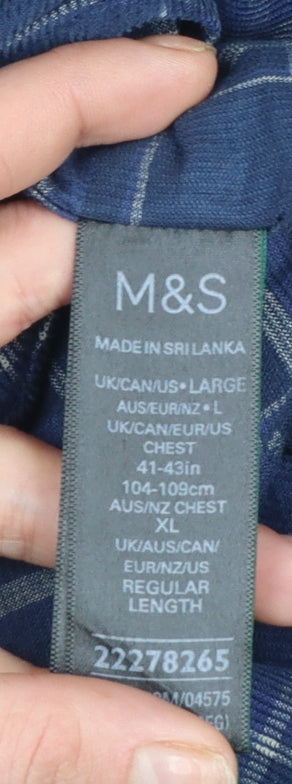 M&S
MADE IN SRI LANKA
UK/CAN/US • LARGE
AUS/EUR/NZ • L
UK/CAN/EUR/US
CHEST
41-43in
104-109cm
AUS/NZ CHEST
XL
UK/AUS/CAN/
EUR/NZ/US
REGULAR
LENGTH
22278265
M/04575